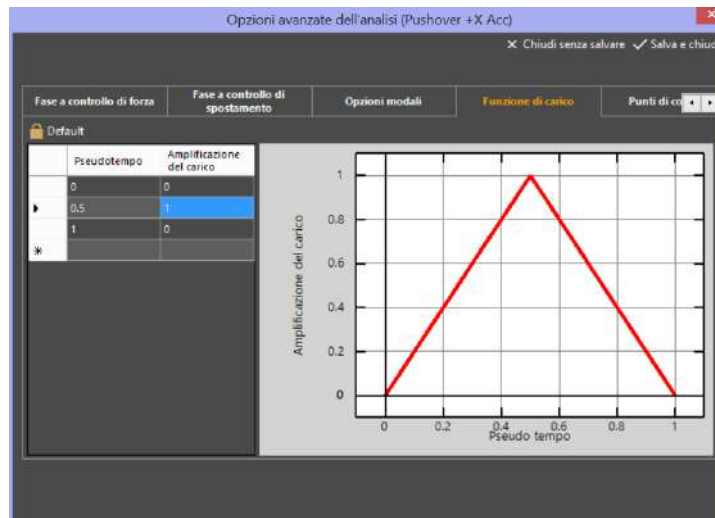 Opzioni avanzate dell'analisi (Pushover +X Acc)
Chiudi senza salvare Salva e chiud
Fase a controllo di forza
Fase a controllo di
spostamento
Opzioni modali
Funzione di carico
Punti di co
Default
Pseudotempo
Amplificazione
del carico
0 0
0.5 1
1 0
Amplificazione del carico
1
0.8
0.6
0.4
0.2
0
0 0.2 0.4 0.6 0.8 1
Pseudo tempo